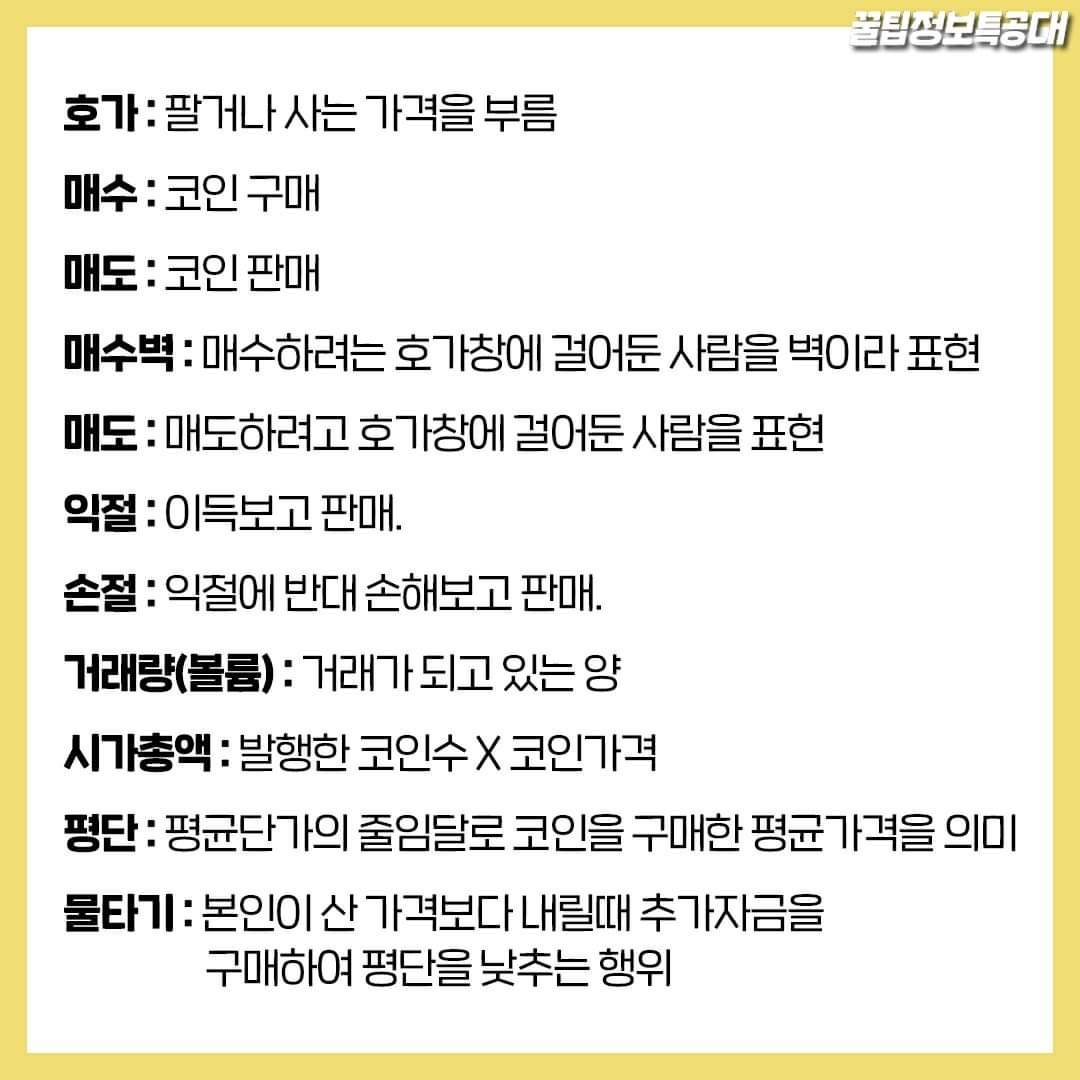 꿀팁정보특공대
호가 : 팔거나 사는 가격을 부름
매수 : 코인 구매
매도 : 코인 판매
매수벽 : 매수하려는 호가창에 걸어둔 사람을 벽이라 표현
매도 : 매도하려고 호가창에 걸어둔 사람을 표현
익절 : 이득보고 판매.
손절 : 익절에 반대 손해보고 판매.
거래량(볼륨) : 거래가 되고 있는 양
시가총액 : 발행한 코인수 X 코인가격
평단 : 평균단가의 줄임달로 코인을 구매한 평균가격을 의미
물타기 : 본인이 산 가격보다 내릴때 추가자금을
구매하여 평단을 낮추는 행위